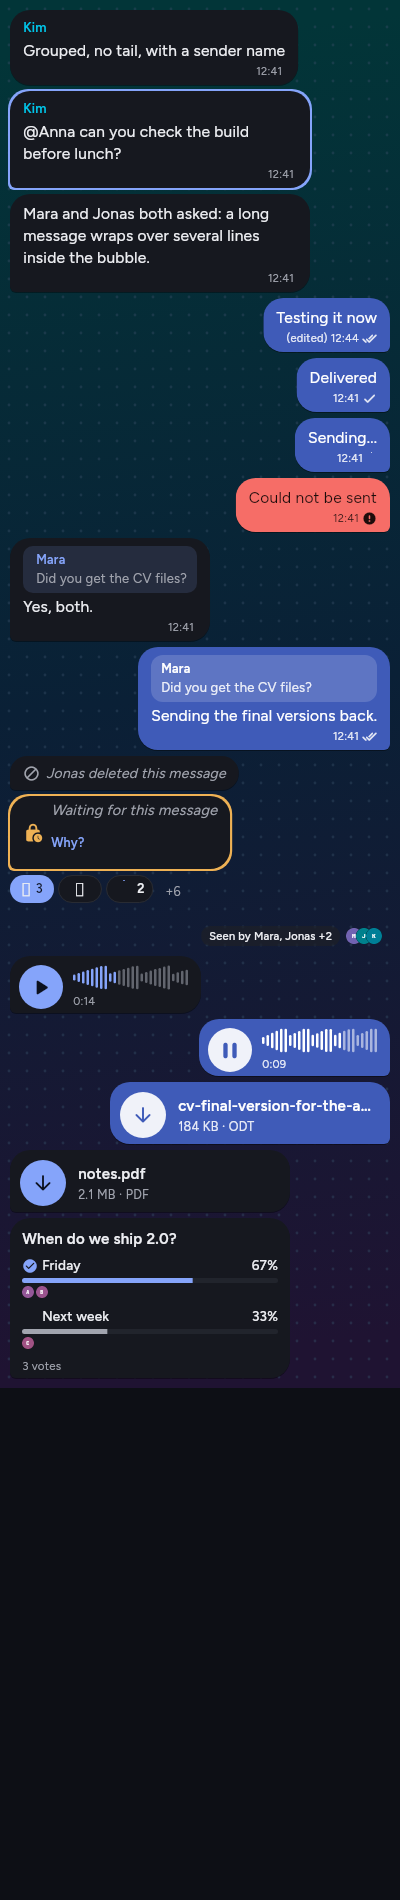 Kim
Grouped, no tail, with a sender name
12:41
Kim
@Anna can you check the build
before lunch?
12:41
Mara and Jonas both asked: a long
message wraps over several lines
inside the bubble.
12:41
Testing it now
(edited) 12:44
Delivered
12:41
Sending...
12:41
Could not be sent
12:41
Mara
Did you get the CV files?
Yes, both.
12:41
Mara
Did you get the CV files?
Sending the final versions back.
12:41
Jonas deleted this message
Waiting for this message
Why?
3 2 +6
Seen by Mara, Jonas +2
M J K
0:14
0:09
cv-final-version-for-the-a...
184 KB · ODT
notes.pdf
2.1 MB · PDF
When do we ship 2.0?
Friday 67%
Next week 33%
3 votes